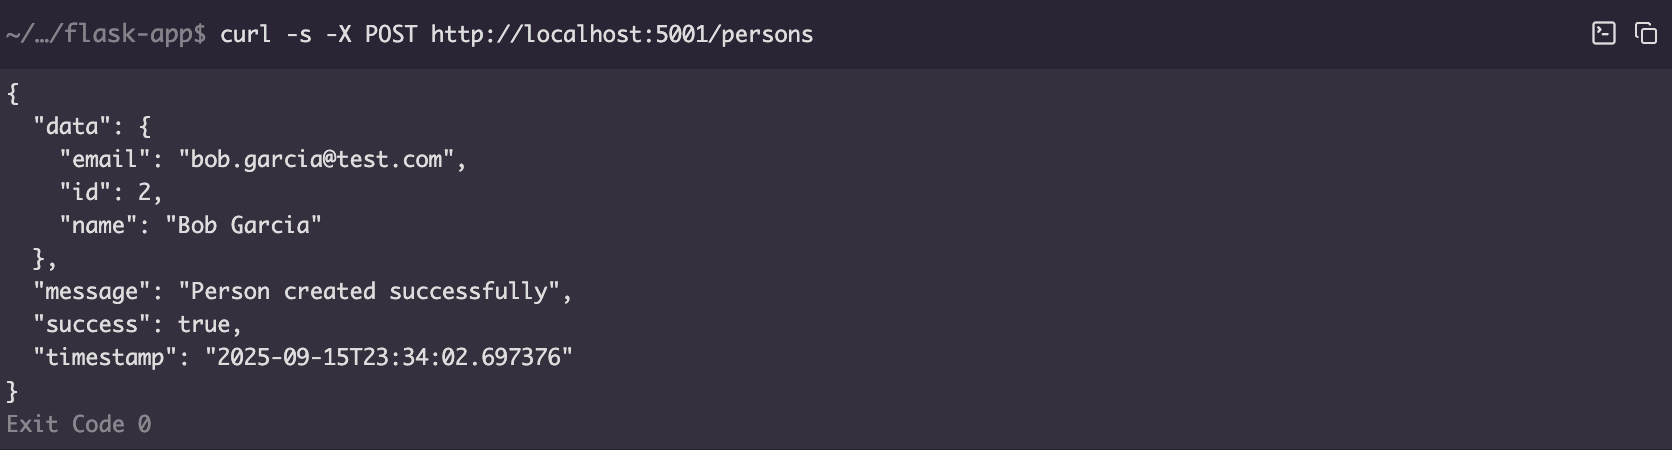 ~/…/flask-app$ curl -s -X POST http://localhost:5001/persons
{
  "data": {
    "email": "bob.garcia@test.com",
    "id": 2,
    "name": "Bob Garcia"
  },
  "message": "Person created successfully",
  "success": true,
  "timestamp": "2025-09-15T23:34:02.697376"
}
Exit Code 0